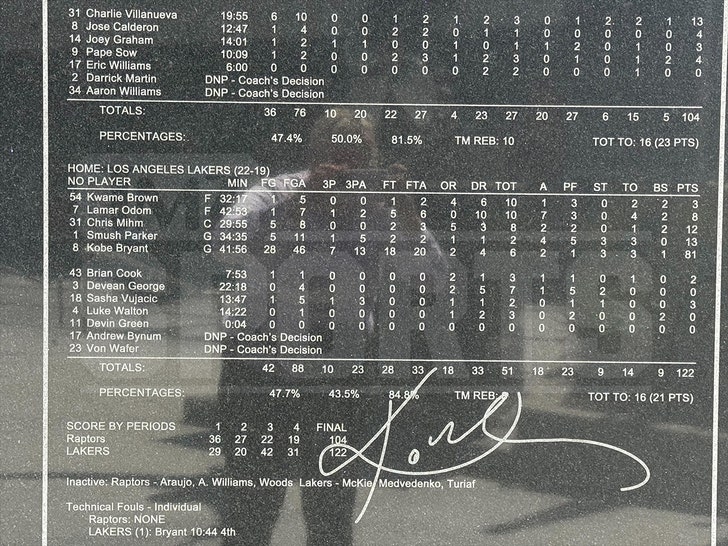 31 Charlie Villanueva 19:55 6 10 0 0 1 2 1 2 3 0 1 2 2 1 13
8 Jose Calderon 12:47 1 4 0 0 2 2 0 1 1 0 0 0 0 0 4
14 Joey Graham 14:01 1 2 1 1 0 0 1 0 1 1 2 0 1 0 3
9 Pape Sow 10:09 1 2 0 0 2 3 1 2 3 0 1 0 1 2 4
17 Eric Williams 6:00 0 0 0 0 0 0 0 2 2 0 0 0 1 0 0
2 Darrick Martin DNP - Coach's Decision
34 Aaron Williams DNP - Coach's Decision
TOTALS: 36 76 10 20 22 27 4 23 27 20 27 6 15 5 104
PERCENTAGES: 47.4% 50.0% 81.5% TM REB: 10 TOT TO: 16 (23 PTS)
HOME: LOS ANGELES LAKERS (22-19)
NO PLAYER MIN FG FGA 3P 3PA FT FTA OR DR TOT A PF ST TO BS PTS
54 Kwame Brown F 32:17 1 5 0 0 1 2 4 6 10 1 3 0 2 2 3
7 Lamar Odom F 42:53 1 7 1 2 5 6 0 10 10 7 3 0 4 2 8
31 Chris Mihm C 29:55 5 8 0 0 2 3 5 3 8 2 2 0 1 2 12
1 Smush Parker G 34:35 5 11 1 5 2 2 1 1 2 4 5 3 3 0 13
8 Kobe Bryant G 41:56 28 46 7 13 18 20 2 4 6 2 1 3 3 1 81
43 Brian Cook 7:53 1 1 0 0 0 0 2 1 3 1 1 0 1 0 2
3 Devean George 22:18 0 4 0 0 0 0 2 5 7 1 5 2 0 0 0
18 Sasha Vujacic 13:47 1 5 1 3 0 0 1 1 2 0 1 1 0 0 3
4 Luke Walton 14:22 0 1 0 0 0 0 1 2 3 0 2 0 0 2 0
11 Devin Green 0:04 0 0 0 0 0 0 0 0 0 0 0 0 0 0 0
17 Andrew Bynum DNP - Coach's Decision
23 Von Wafer DNP - Coach's Decision
TOTALS: 42 88 10 23 28 33 18 33 51 18 23 9 14 9 122
PERCENTAGES: 47.7% 43.5% 84.8% TM REB: TOT TO: 16 (21 PTS)
SCORE BY PERIODS 1 2 3 4 FINAL
Raptors 36 27 22 19 104
LAKERS 29 20 42 31 122
Inactive: Raptors - Araujo, A. Williams, Woods Lakers - McKie, Medvedenko, Turiaf
Technical Fouls - Individual
Raptors: NONE
LAKERS (1): Bryant 10:44 4th